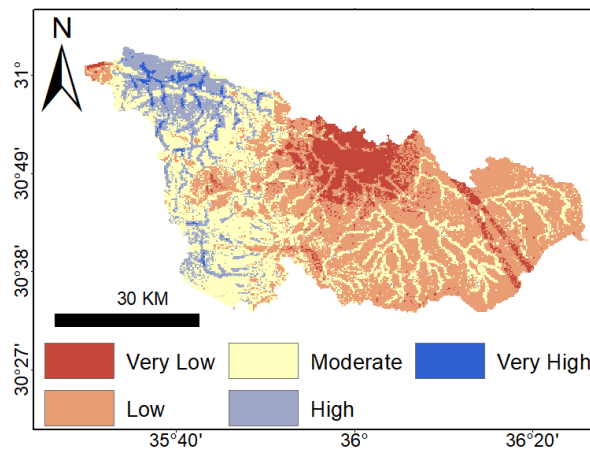 N
31°
30°49'
30°38'
30 KM
30°27'
Very Low
Moderate
Very High
Low
High
35°40'
36°
36°20'